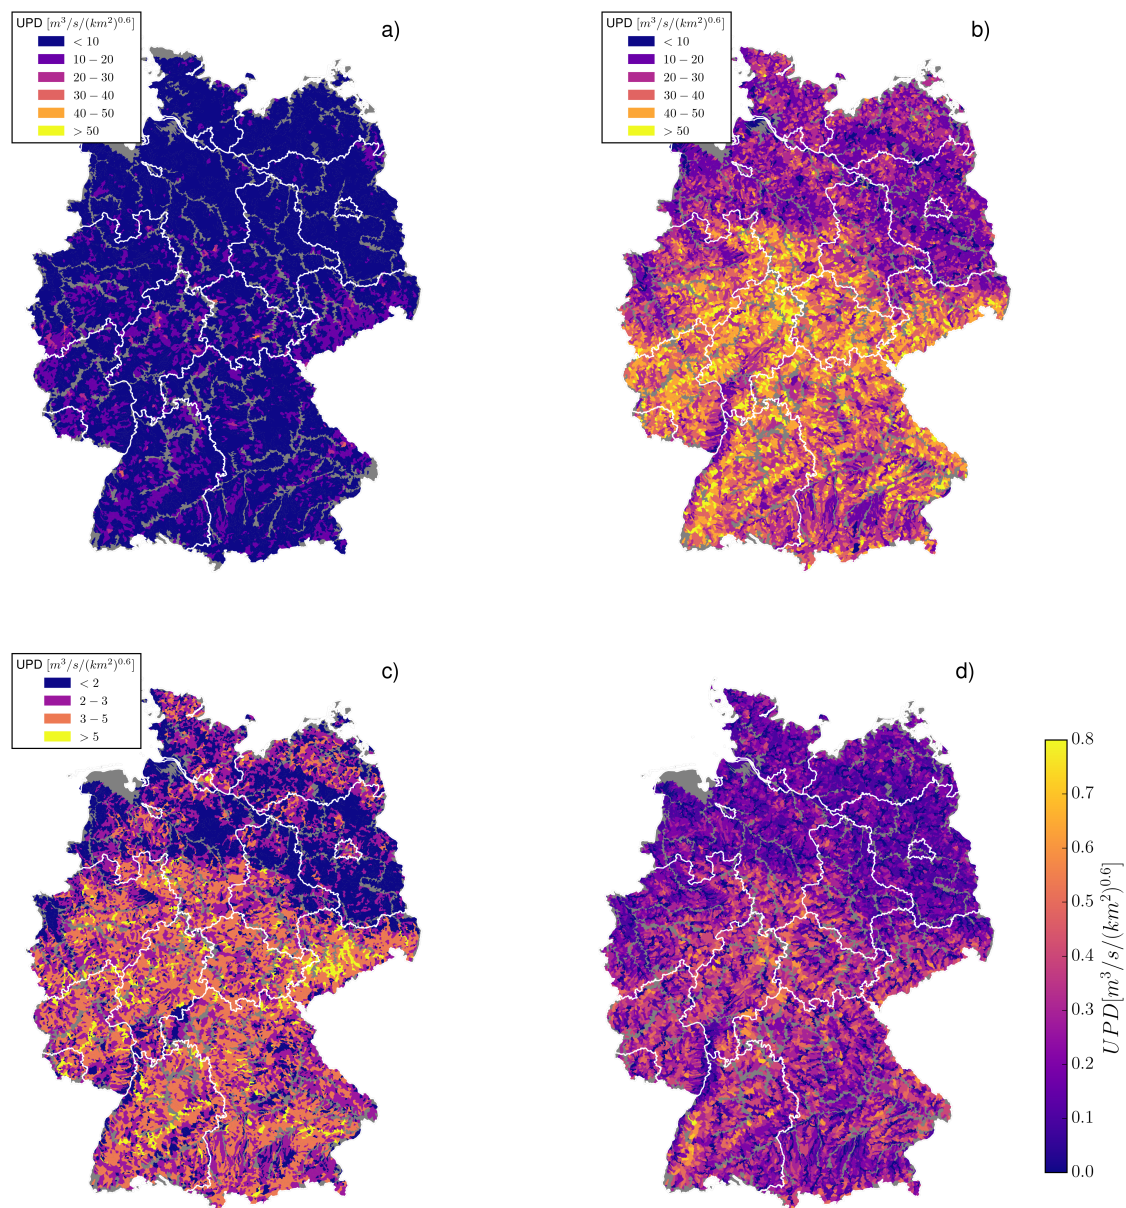 UPD [m³/s/(km²)⁰·⁶]
< 10
10 − 20
20 − 30
30 − 40
40 − 50
> 50
a)
UPD [m³/s/(km²)⁰·⁶]
< 10
10 − 20
20 − 30
30 − 40
40 − 50
> 50
b)
UPD [m³/s/(km²)⁰·⁶]
< 2
2 − 3
3 − 5
> 5
c)
d)
0.8
0.7
0.6
0.5
0.4
0.3
0.2
0.1
0.0
UPD[m³/s/(km²)⁰·⁶]